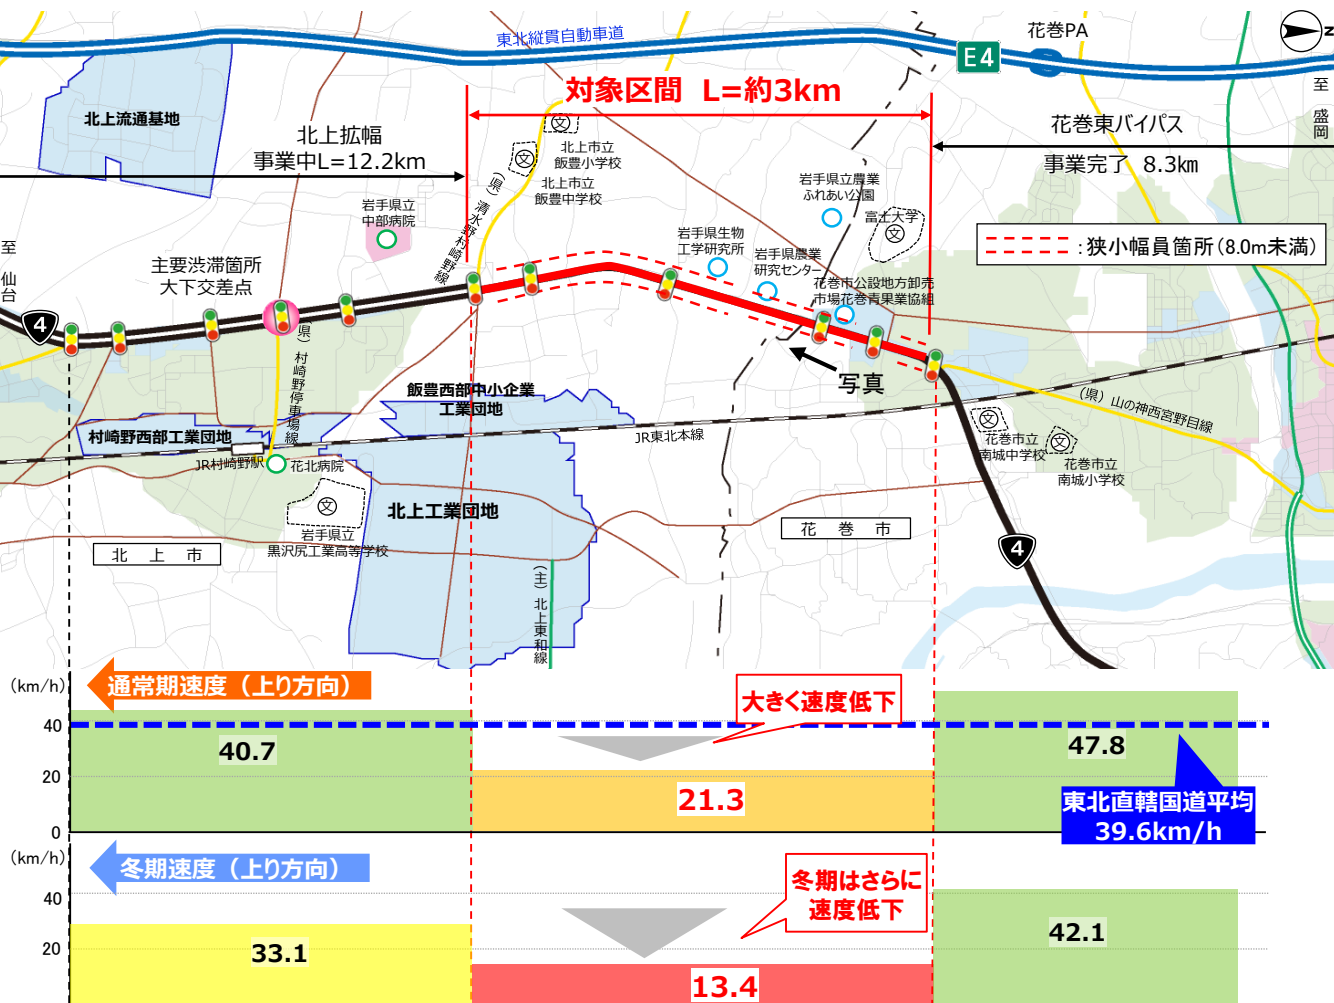 東北縦貫自動車道
花巻PA
E4
N
至 盛岡
北上流通基地
対象区間 L=約3km
北上拡幅
事業中L=12.2km
花巻東バイパス
事業完了 8.3km
文
北上市立
飯豊小学校
文
北上市立
飯豊中学校
(県)清水野村崎野線
岩手県立
中部病院
岩手県立農業
ふれあい公園
富士大学
文
岩手県生物
工学研究所
岩手県農業
研究センター
花巻市公設地方卸売
市場花巻青果業協組
:狭小幅員箇所(8.0m未満)
至 仙台
主要渋滞箇所
大下交差点
4
(県)村崎野停車場線
写真
飯豊西部中小企業
工業団地
村崎野西部工業団地
JR村崎野駅
花北病院
JR東北本線
(県)山の神西宮野目線
文
花巻市立
南城中学校
文
花巻市立
南城小学校
文
岩手県立
黒沢尻工業高等学校
北上工業団地
北上市
花巻市
4
(主)北上東和線
(km/h)
通常期速度(上り方向)
大きく速度低下
40
40.7
47.8
20
21.3
東北直轄国道平均
39.6km/h
0
(km/h)
冬期速度(上り方向)
冬期はさらに
速度低下
40
42.1
20
33.1
13.4